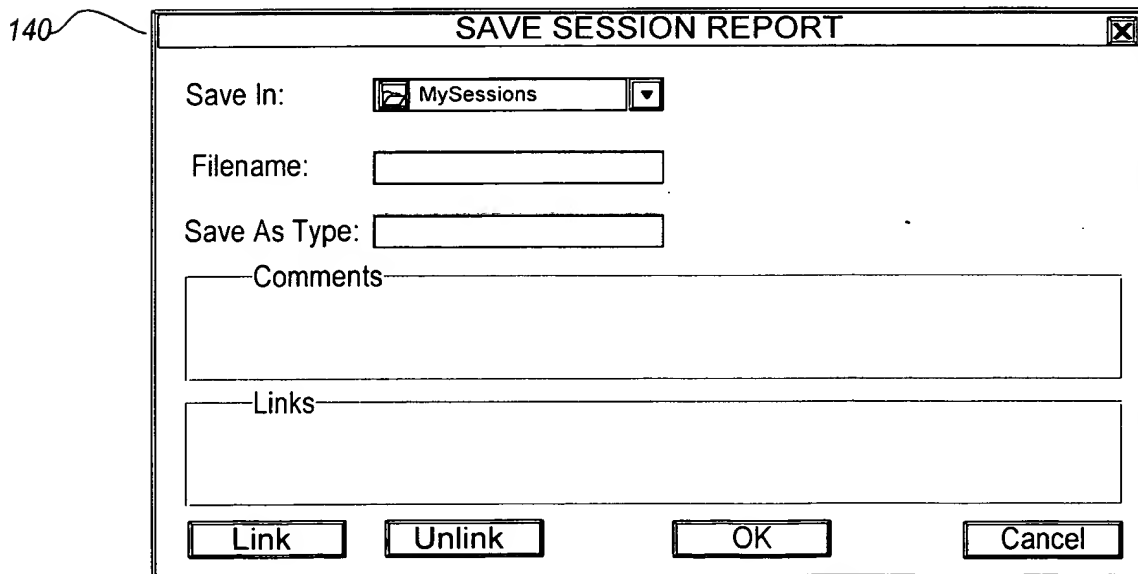 140
SAVE SESSION REPORT
Save In: MySessions
Filename:
Save As Type:
Comments
Links
Link Unlink OK Cancel